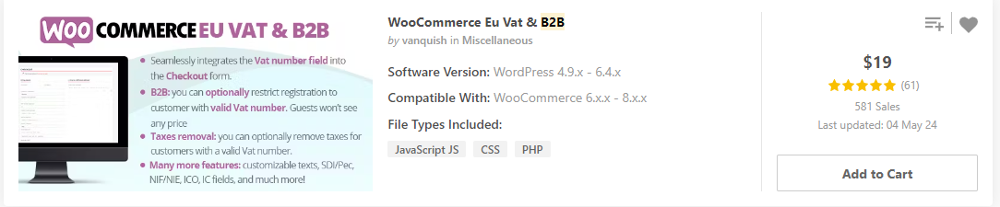 WOO COMMERCE EU VAT & B2B
Seamlessly integrates the Vat number field into
the Checkout form.
B2B: you can optionally restrict registration to
customer with valid Vat number. Guests won't see
any price
Taxes removal: you can optionally remove taxes for
customers with a valid Vat number.
Many more features: customizable texts, SDI/Pec,
NIF/NIE, ICO, IC fields, and much more!
WooCommerce Eu Vat & B2B
by vanquish in Miscellaneous
Software Version: WordPress 4.9.x - 6.4.x
Compatible With: WooCommerce 6.x.x - 8.x.x
File Types Included:
JavaScript JS CSS PHP
$19
(61)
581 Sales
Last updated: 04 May 24
Add to Cart